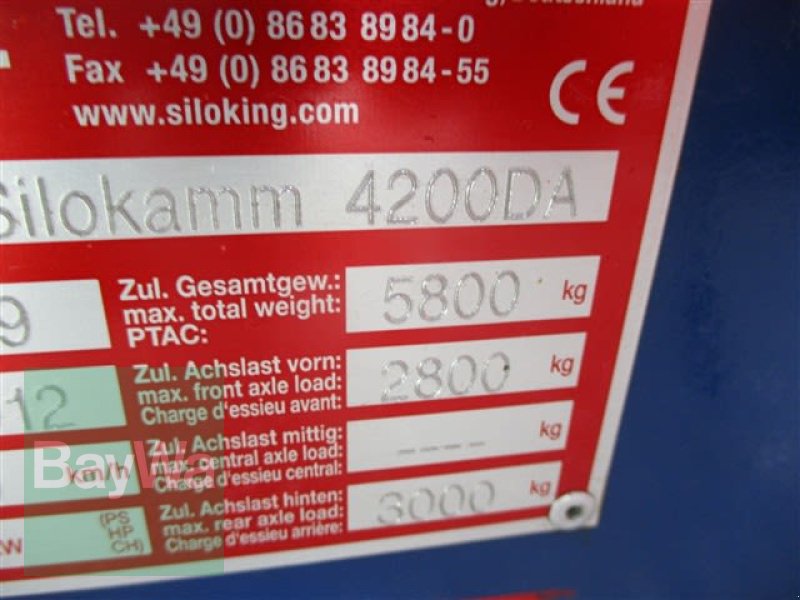 Tel. +49 (0) 86 83 89 84-0
Fax +49 (0) 86 83 89 84-55
www.siloking.com
CE
Silokamm 4200DA
9
Zul. Gesamtgew.:
max. total weight:
PTAC:
5800 kg
12
Zul. Achslast vorn:
max. front axle load:
Charge d'essieu avant:
2800 kg
km/h
Zul. Achslast mittig:
max. central axle load:
Charge d'essieu central:
---- kg
(PS
HP
CH)
Zul. Achslast hinten:
max. rear axle load:
Charge d'essieu arrière:
3000 kg
BayWa